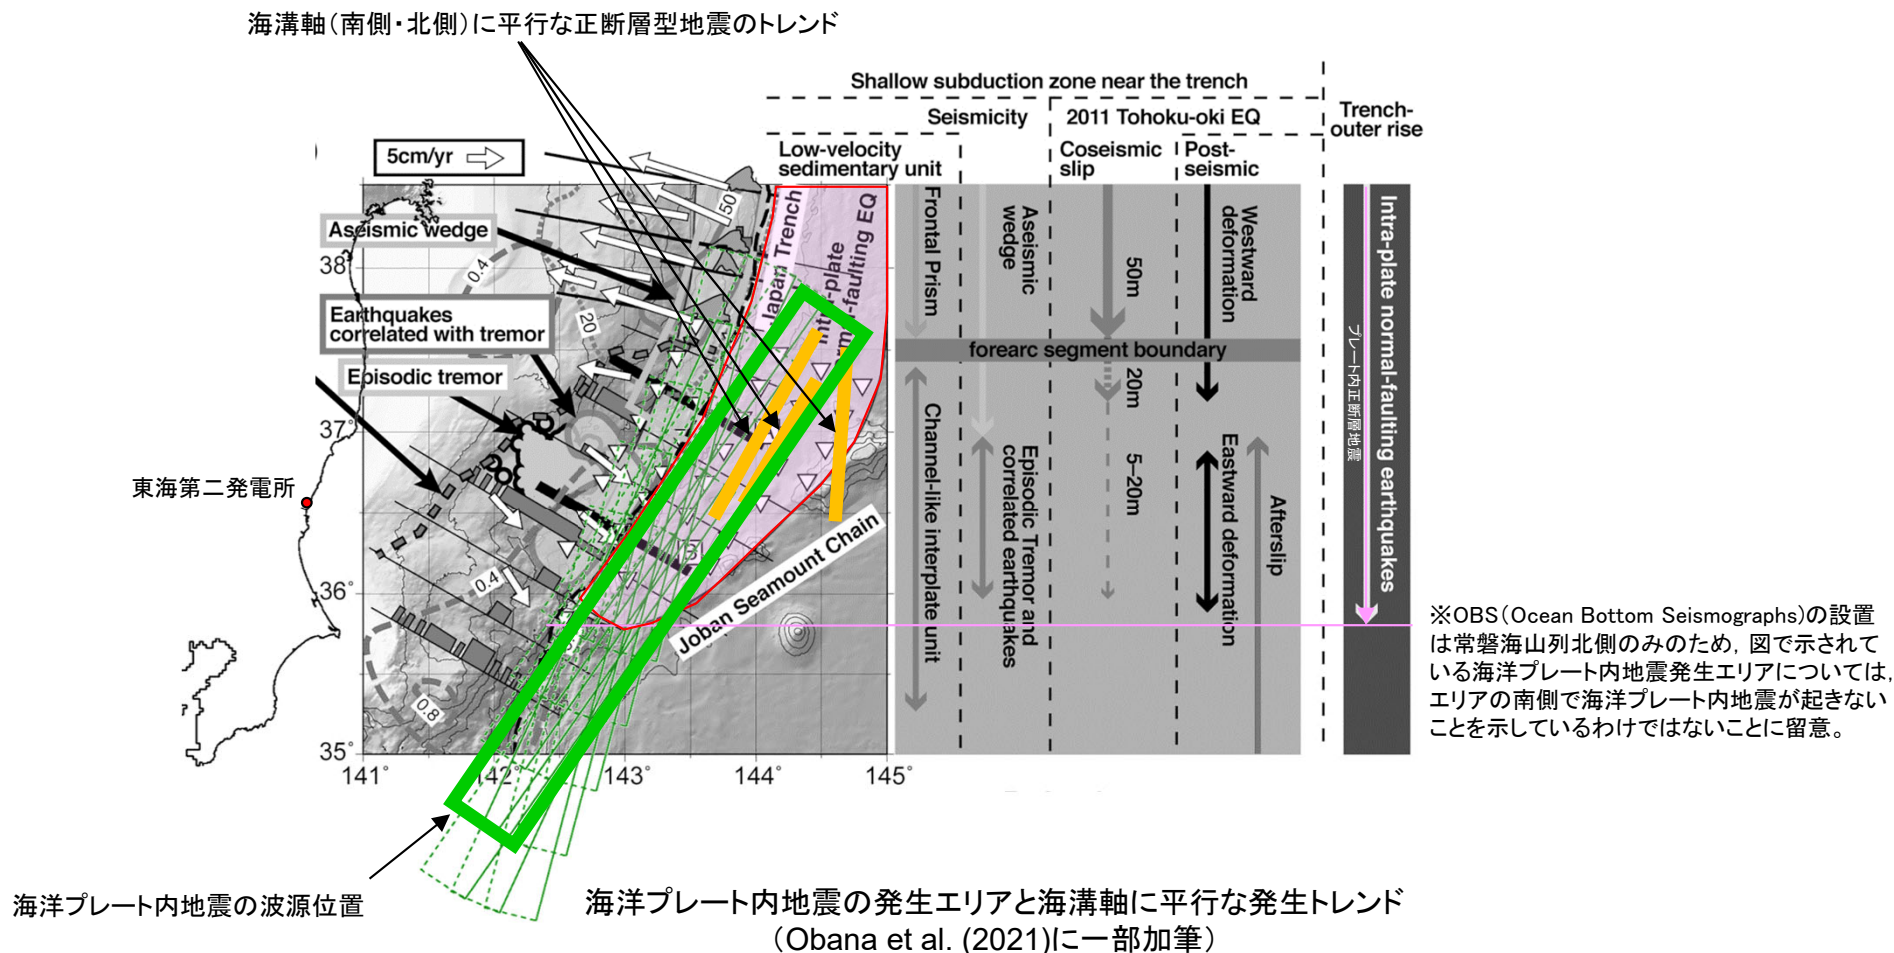 海溝軸（南側・北側）に平行な正断層型地震のトレンド
Shallow subduction zone near the trench
Seismicity
2011 Tohoku-oki EQ
Trench-
outer rise
Low-velocity
sedimentary unit
Coseismic
slip
Post-
seismic
5cm/yr
Aseismic wedge
Earthquakes
correlated with tremor
Episodic tremor
50
20
0.4
0.4
0.8
Japan Trench
Intra-plate
faulting EQ
Joban Seamount Chain
Frontal Prism
Aseismic
wedge
50m
Westward
deformation
forearc segment boundary
20m
5–20m
Channel-like interplate unit
Episodic Tremor and
correlated earthquakes
Eastward deformation
Afterslip
プレート内正断層地震
Intra-plate normal-faulting earthquakes
38°
37°
36°
35°
141°
142°
143°
144°
145°
東海第二発電所
※OBS（Ocean Bottom Seismographs）の設置
は常磐海山列北側のみのため，図で示されて
いる海洋プレート内地震発生エリアについては，
エリアの南側で海洋プレート内地震が起きない
ことを示しているわけではないことに留意。
海洋プレート内地震の波源位置
海洋プレート内地震の発生エリアと海溝軸に平行な発生トレンド
（Obana et al. (2021)に一部加筆）